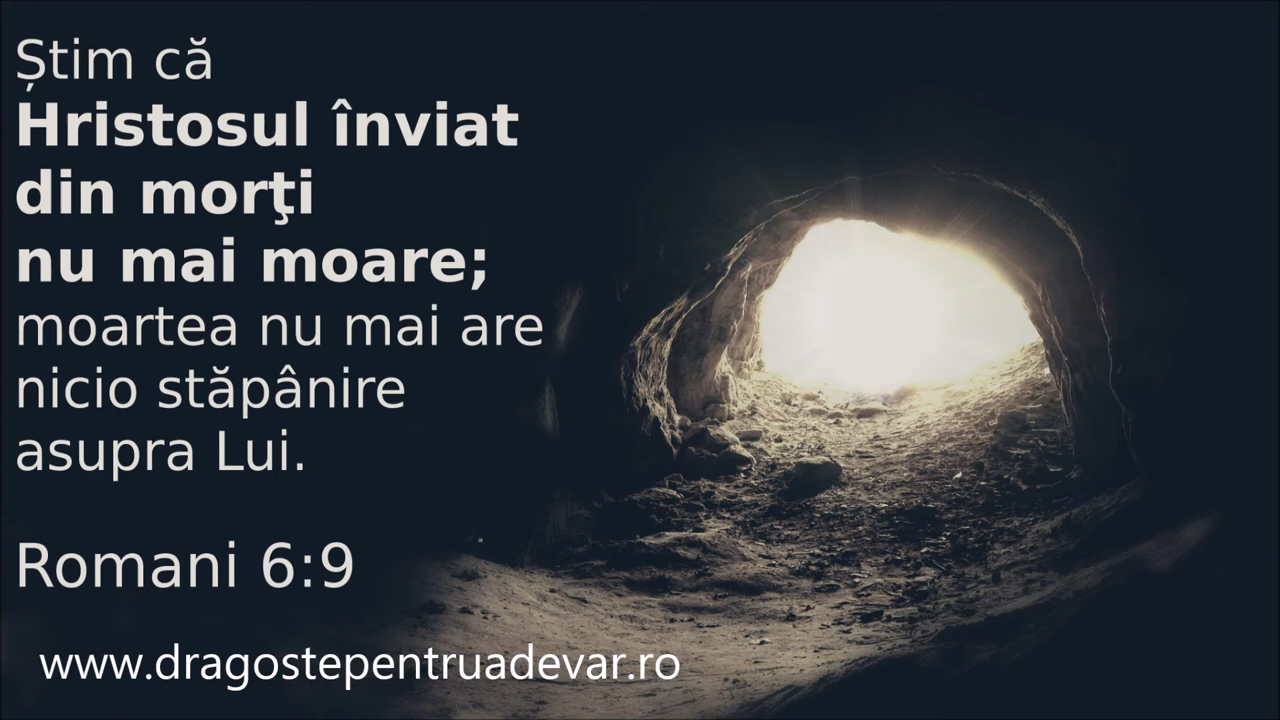 Știm că
Hristosul înviat
din morţi
nu mai moare;
moartea nu mai are
nicio stăpânire
asupra Lui.
Romani 6:9
www.dragostepentruadevar.ro